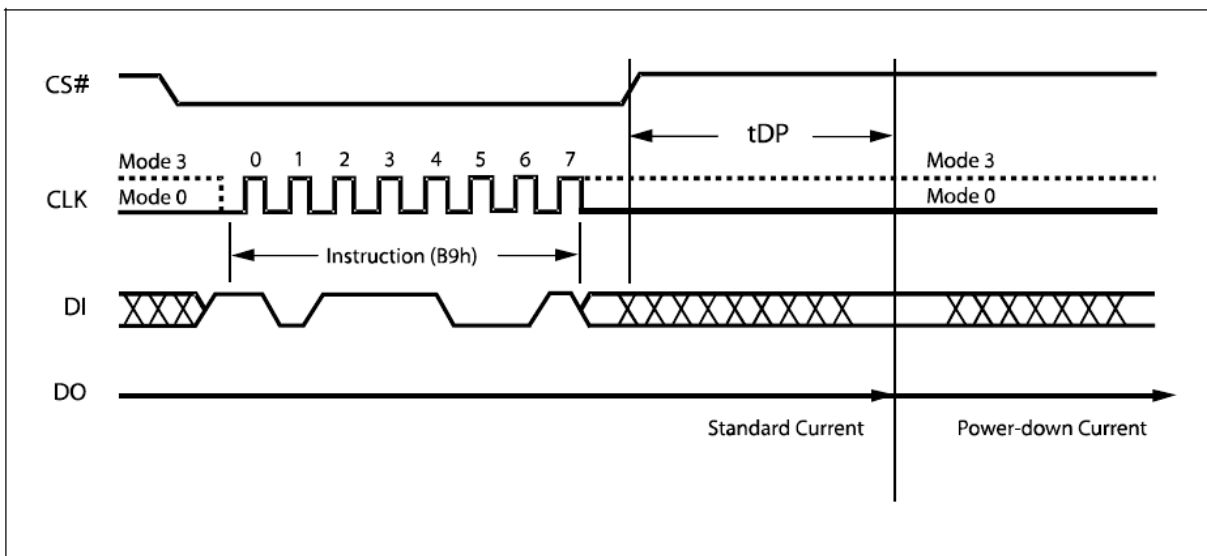 CS#
tDP
Mode 3
0 1 2 3 4 5 6 7
Mode 3
CLK
Mode 0
Mode 0
Instruction (B9h)
DI
DO
Standard Current
Power-down Current